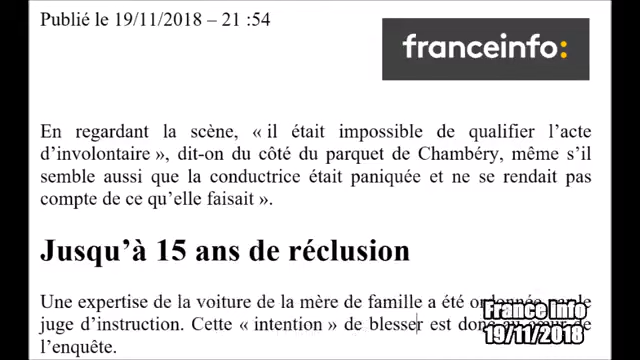 Publié le 19/11/2018 – 21 :54
franceinfo:
En regardant la scène, « il était impossible de qualifier l’acte
d’involontaire », dit-on du côté du parquet de Chambéry, même s’il
semble aussi que la conductrice était paniquée et ne se rendait pas
compte de ce qu’elle faisait ».
Jusqu’à 15 ans de réclusion
Une expertise de la voiture de la mère de famille a été
juge d’instruction. Cette « intention » de blesser est
l’enquête.
France Info
19/11/2018